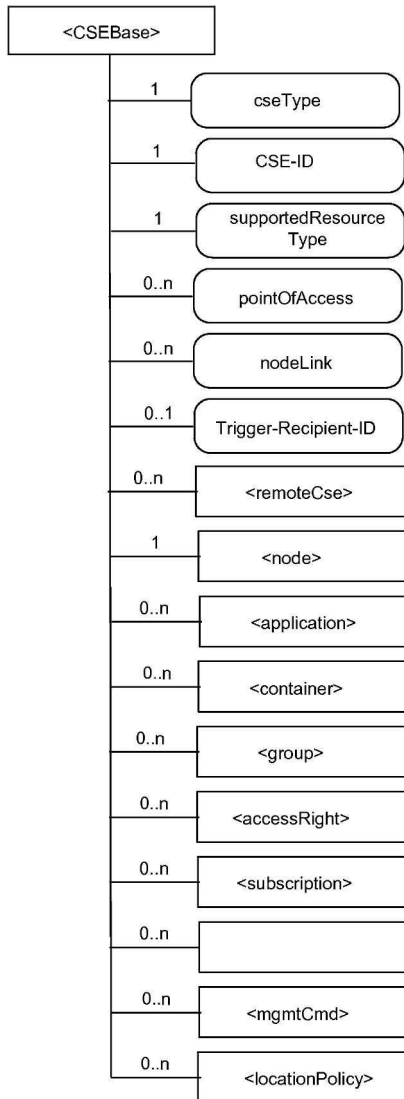 <CSEBase>
1
cseType
1
CSE-ID
1
supportedResource
Type
0..n
pointOfAccess
0..n
nodeLink
0..1
Trigger-Recipient-ID
0..n
<remoteCse>
1
<node>
0..n
<application>
0..n
<container>
0..n
<group>
0..n
<accessRight>
0..n
<subscription>
0..n
0..n
<mgmtCmd>
0..n
<locationPolicy>